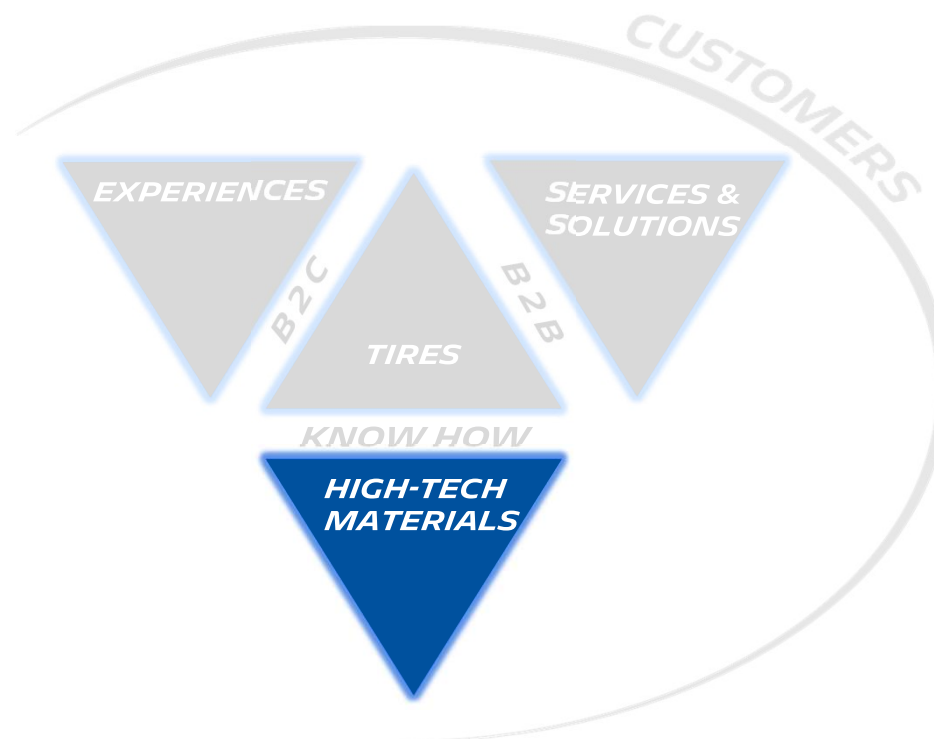 CUSTOMERS
EXPERIENCES
SERVICES &
SOLUTIONS
B2C
B2B
TIRES
KNOW HOW
HIGH-TECH
MATERIALS